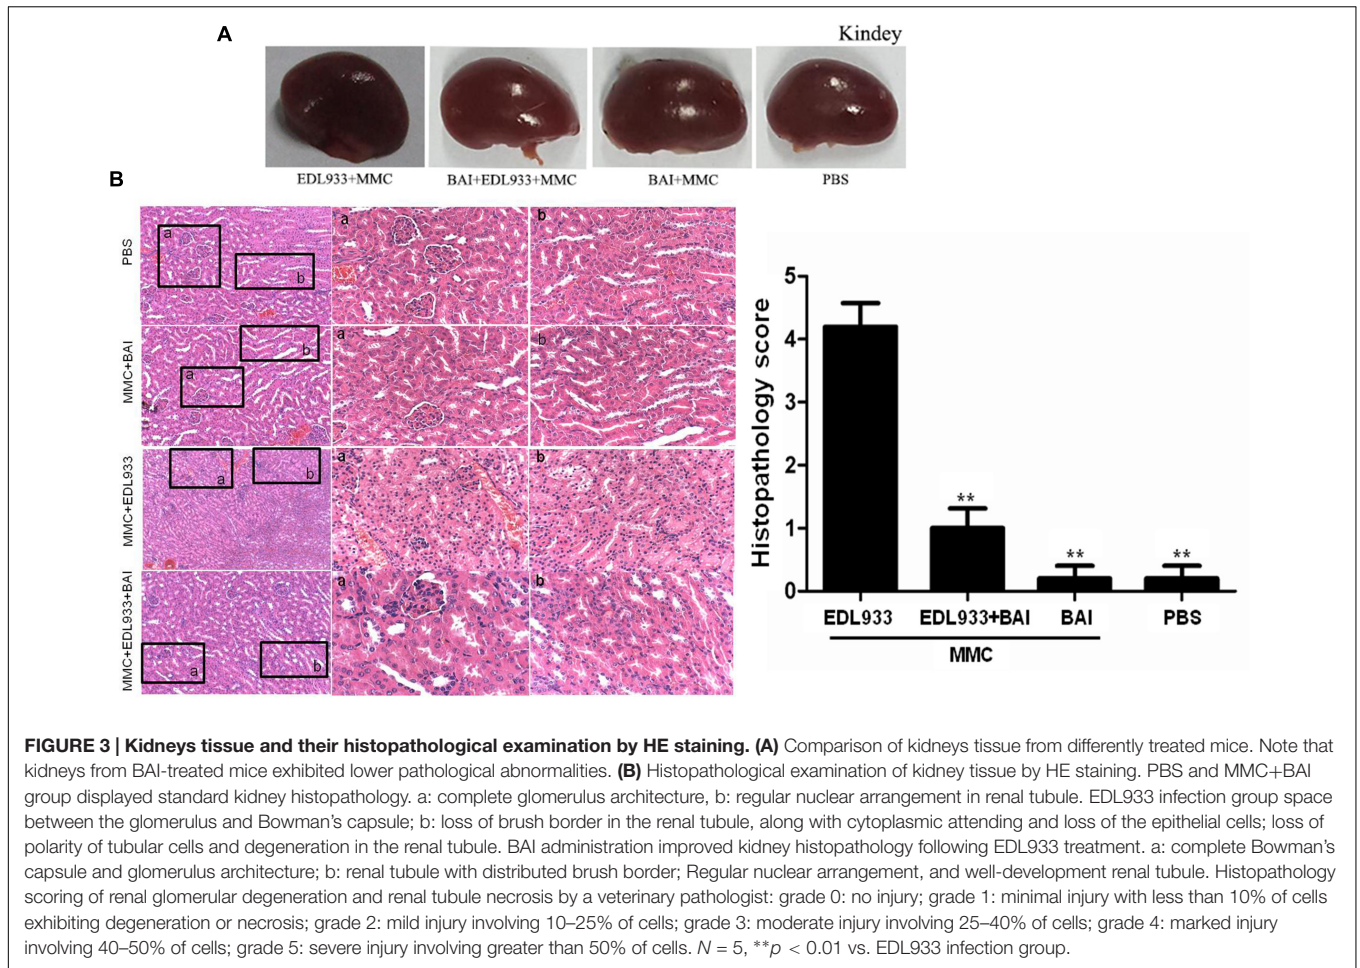 A
Kindey
EDL933+MMC
BAI+EDL933+MMC
BAI+MMC
PBS
B
PBS
a
b
a
b
MMC+BAI
b
a
a
b
MMC+EDL933
a
b
a
b
MMC+EDL933+BAI
a
b
a
b
Histopathology score
5
4
3
2
1
0
**
**
**
EDL933
EDL933+BAI
BAI
PBS
MMC
FIGURE 3 | Kidneys tissue and their histopathological examination by HE staining. (A) Comparison of kidneys tissue from differently treated mice. Note that
kidneys from BAI-treated mice exhibited lower pathological abnormalities. (B) Histopathological examination of kidney tissue by HE staining. PBS and MMC+BAI
group displayed standard kidney histopathology. a: complete glomerulus architecture, b: regular nuclear arrangement in renal tubule. EDL933 infection group space
between the glomerulus and Bowman's capsule; b: loss of brush border in the renal tubule, along with cytoplasmic attending and loss of the epithelial cells; loss of
polarity of tubular cells and degeneration in the renal tubule. BAI administration improved kidney histopathology following EDL933 treatment. a: complete Bowman's
capsule and glomerulus architecture; b: renal tubule with distributed brush border; Regular nuclear arrangement, and well-development renal tubule. Histopathology
scoring of renal glomerular degeneration and renal tubule necrosis by a veterinary pathologist: grade 0: no injury; grade 1: minimal injury with less than 10% of cells
exhibiting degeneration or necrosis; grade 2: mild injury involving 10–25% of cells; grade 3: moderate injury involving 25–40% of cells; grade 4: marked injury
involving 40–50% of cells; grade 5: severe injury involving greater than 50% of cells. N = 5, **p < 0.01 vs. EDL933 infection group.